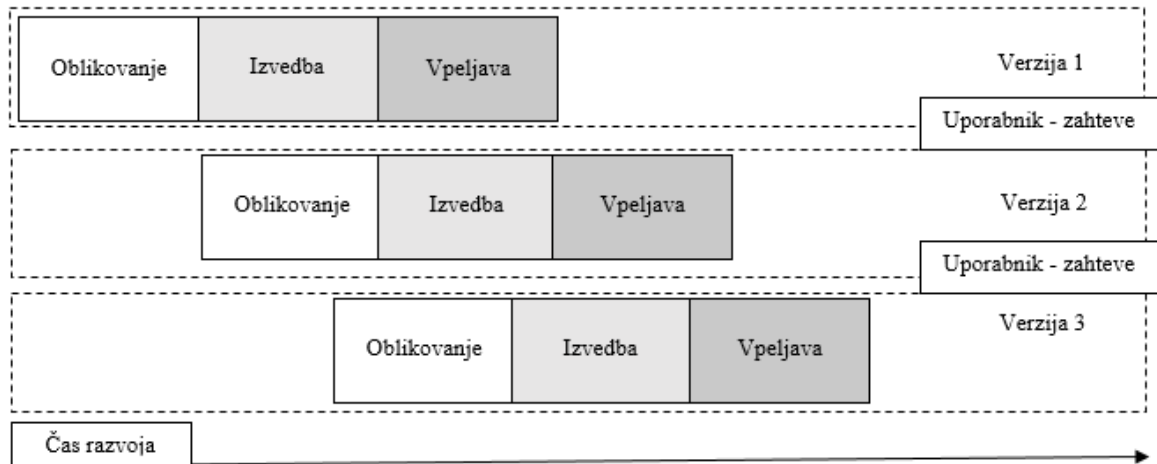 Oblikovanje
Izvedba
Vpeljava
Verzija 1
Uporabnik - zahteve
Oblikovanje
Izvedba
Vpeljava
Verzija 2
Uporabnik - zahteve
Oblikovanje
Izvedba
Vpeljava
Verzija 3
Čas razvoja